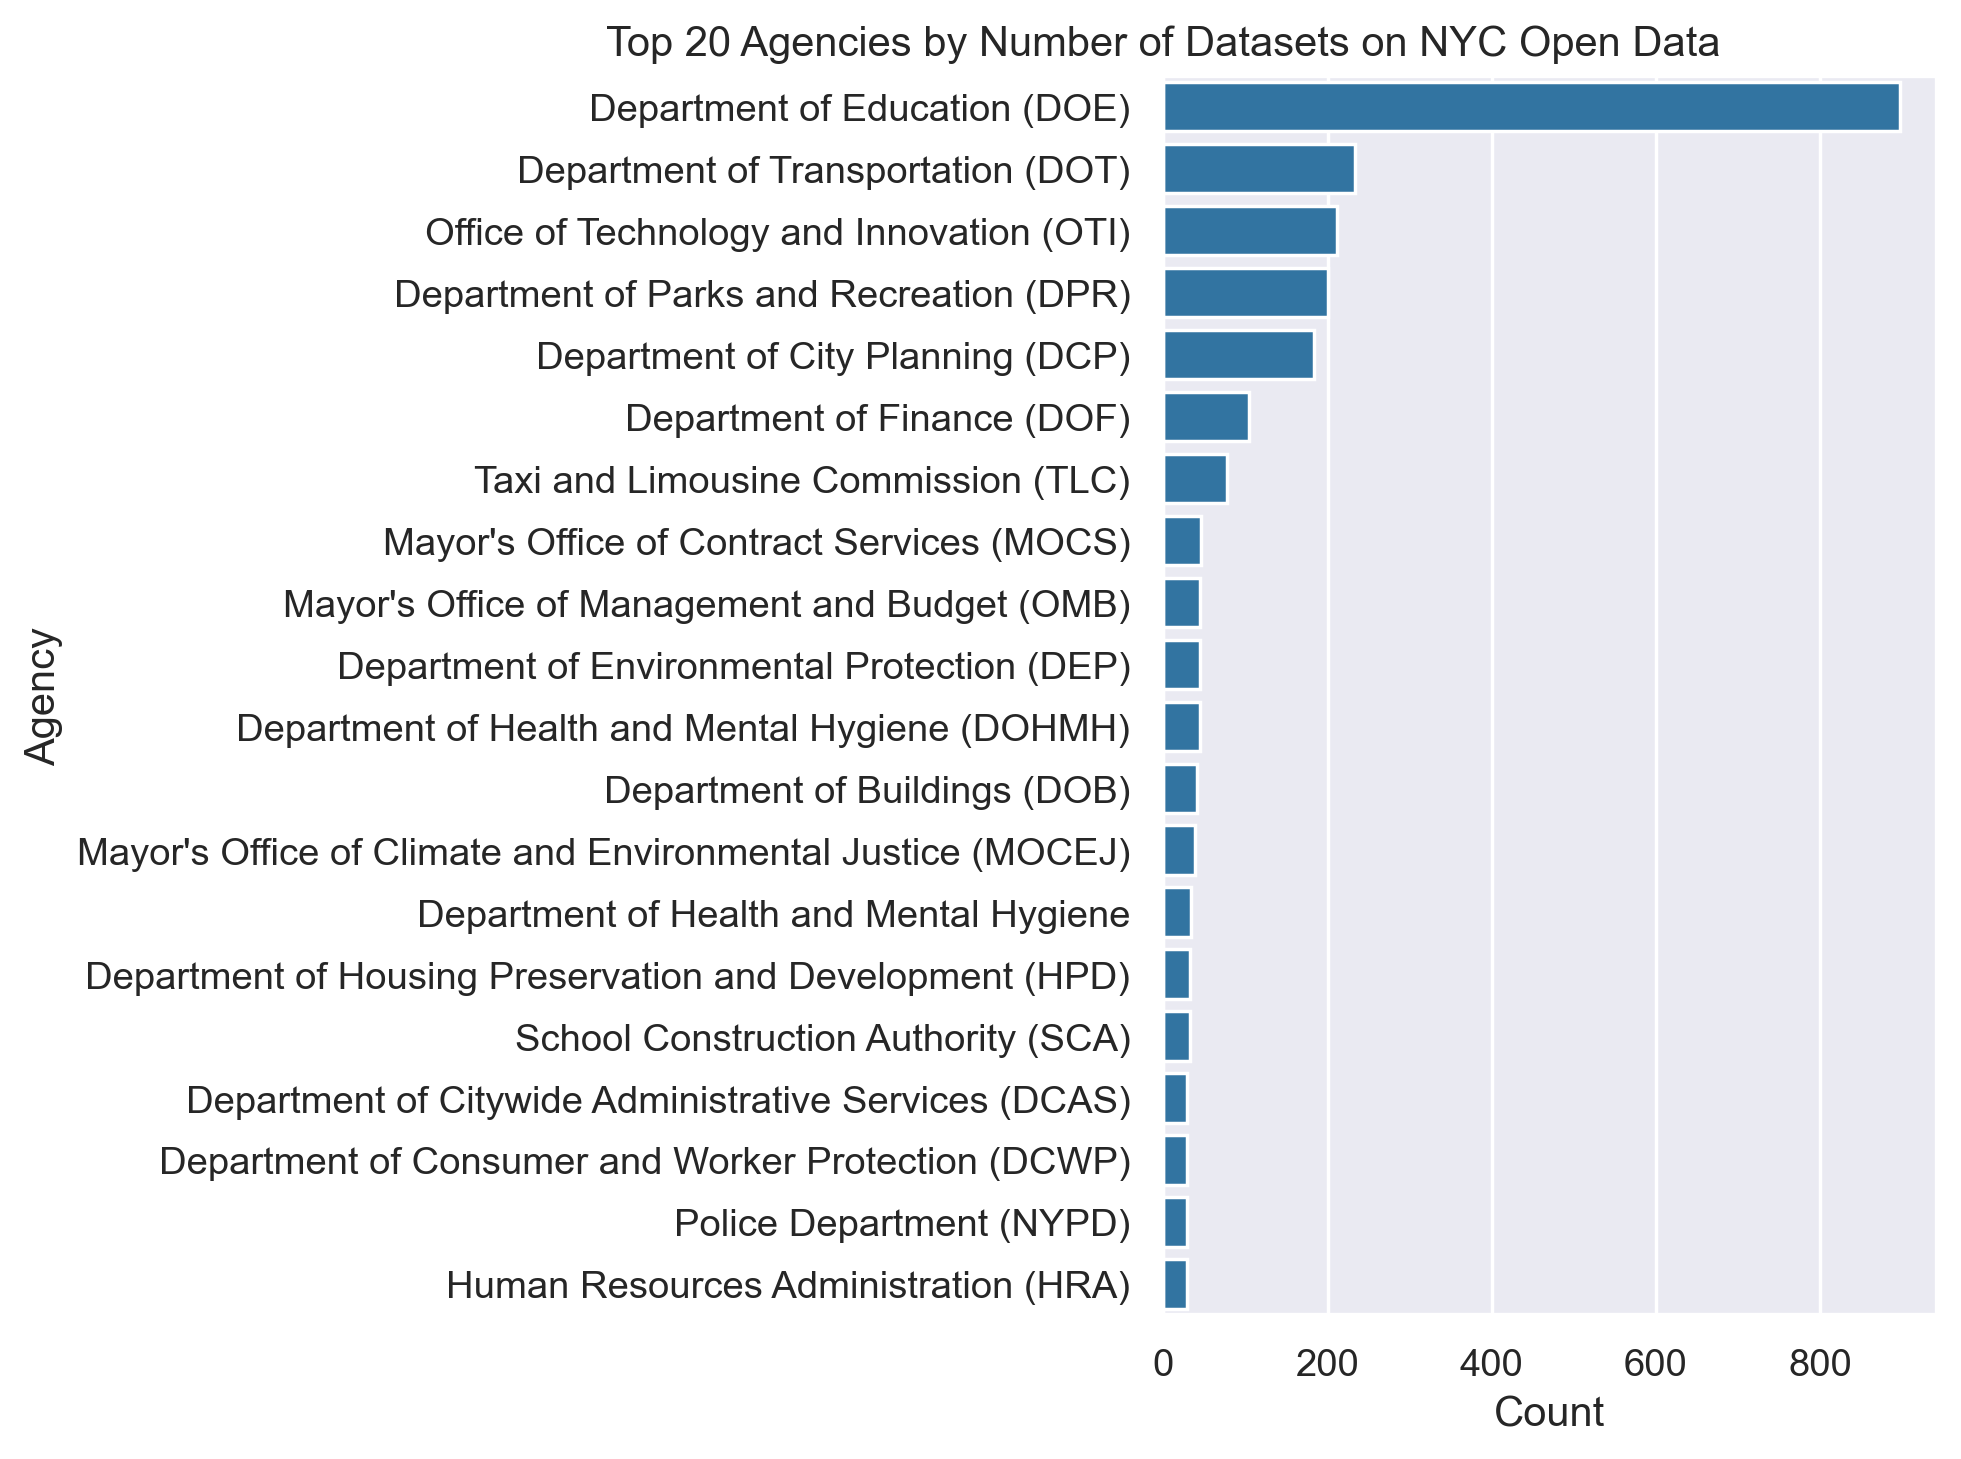 Top 20 Agencies by Number of Datasets on NYC Open Data
Department of Education (DOE)
Department of Transportation (DOT)
Office of Technology and Innovation (OTI)
Department of Parks and Recreation (DPR)
Department of City Planning (DCP)
Department of Finance (DOF)
Taxi and Limousine Commission (TLC)
Mayor's Office of Contract Services (MOCS)
Mayor's Office of Management and Budget (OMB)
Department of Environmental Protection (DEP)
Department of Health and Mental Hygiene (DOHMH)
Department of Buildings (DOB)
Mayor's Office of Climate and Environmental Justice (MOCEJ)
Department of Health and Mental Hygiene
Department of Housing Preservation and Development (HPD)
School Construction Authority (SCA)
Department of Citywide Administrative Services (DCAS)
Department of Consumer and Worker Protection (DCWP)
Police Department (NYPD)
Human Resources Administration (HRA)
Agency
0 200 400 600 800
Count